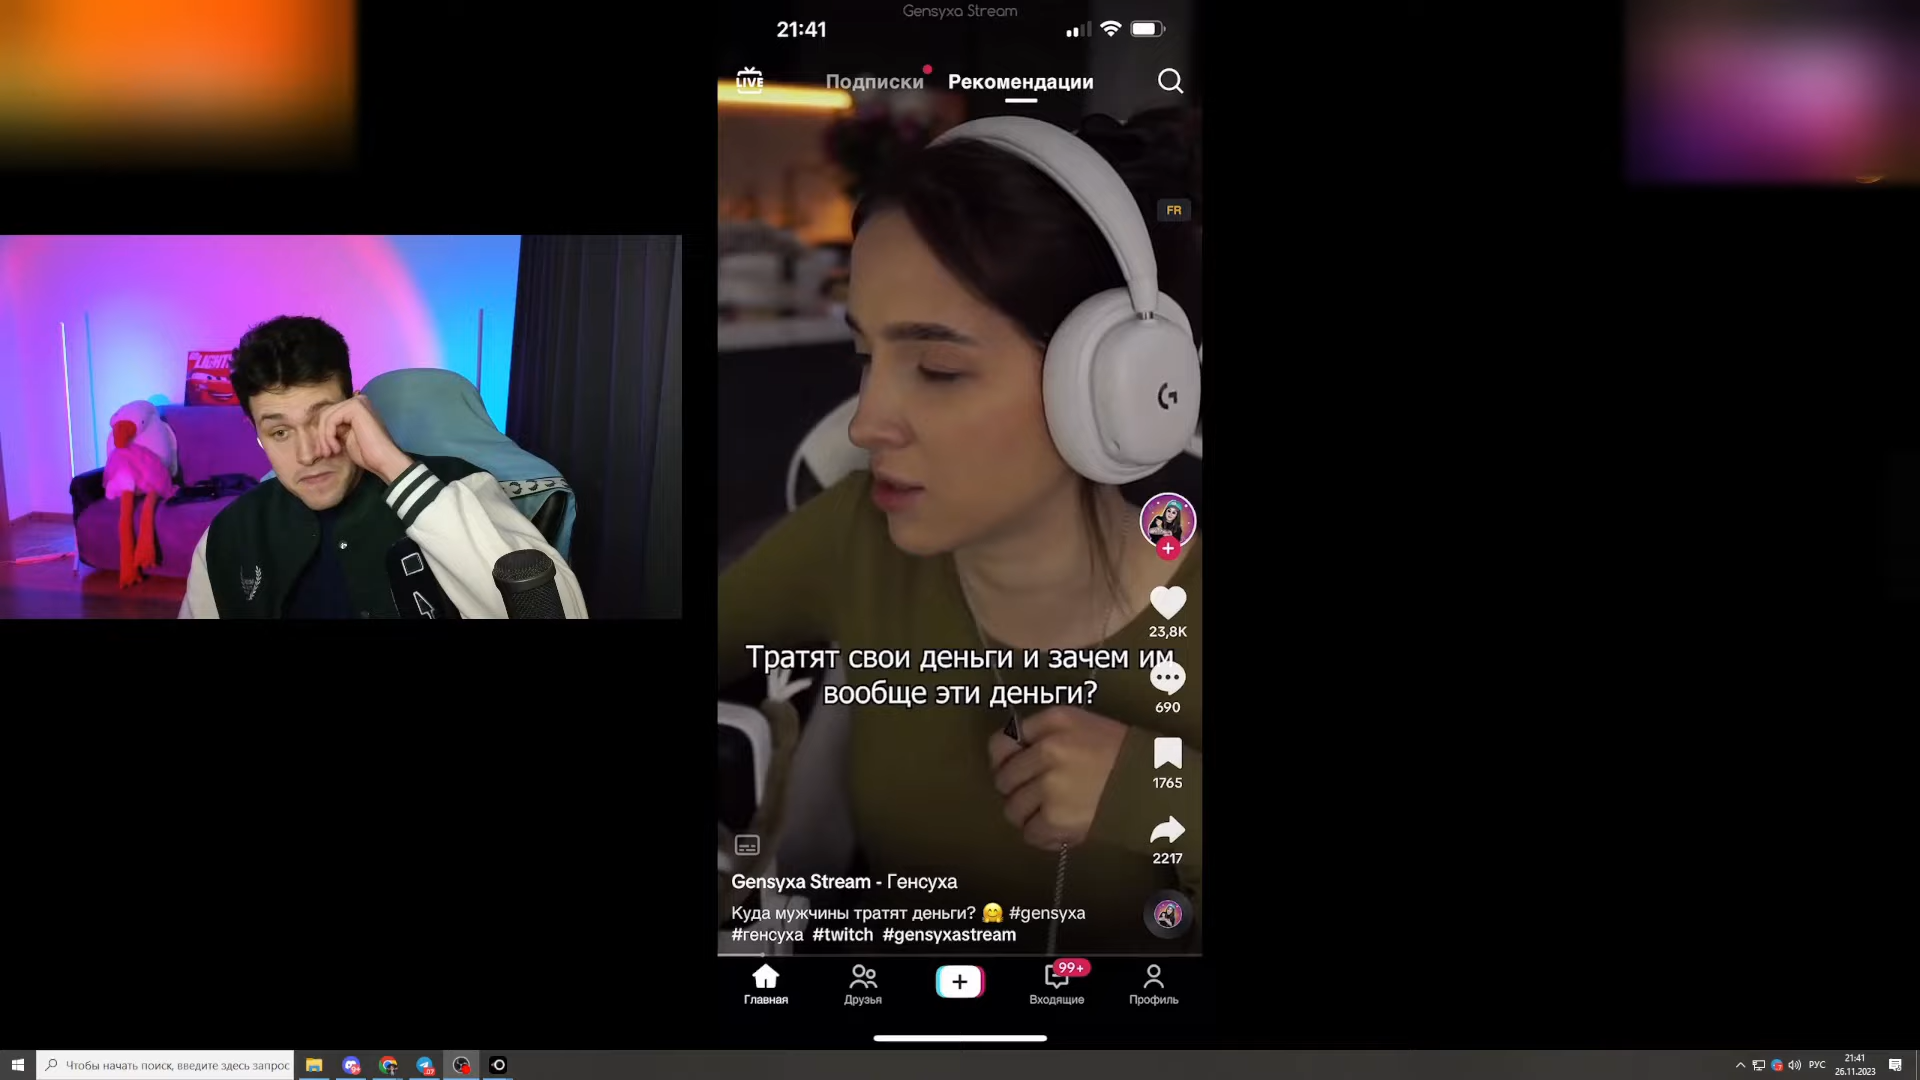 Gensyxa Stream
21:41
LIVE
Подписки
Рекомендации
FR
LIGHT
23,8K
Тратят свои деньги и зачем им
вообще эти деньги?
690
1765
2217
Gensyxa Stream - Генсуха
Куда мужчины тратят деньги? 🤗 #gensyxa
#генсуха #twitch #gensyxastream
Главная
Друзья
99+
Входящие
Профиль
Чтобы начать поиск, введите здесь запрос
РУС
21:41
26.11.2023